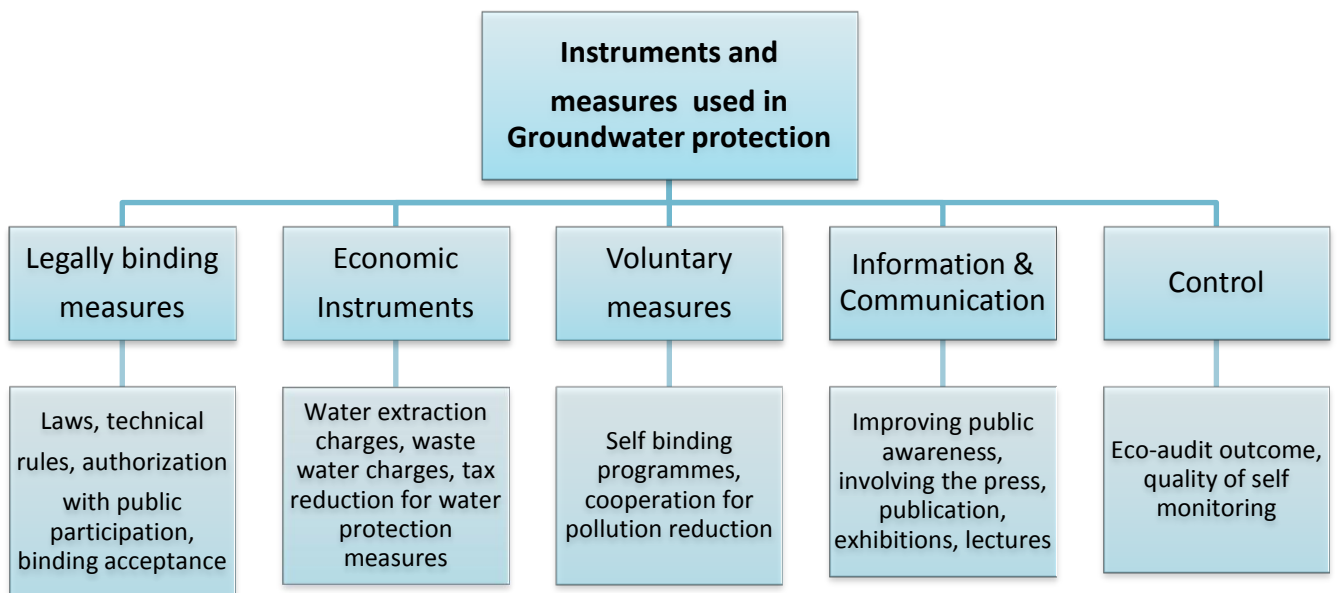 Instruments and
measures used in
Groundwater protection
Legally binding
measures
Economic
Instruments
Voluntary
measures
Information &
Communication
Control
Laws, technical
rules, authorization
with public
participation,
binding acceptance
Water extraction
charges, waste
water charges, tax
reduction for water
protection
measures
Self binding
programmes,
cooperation for
pollution reduction
Improving public
awareness,
involving the press,
publication,
exhibitions, lectures
Eco-audit outcome,
quality of self
monitoring